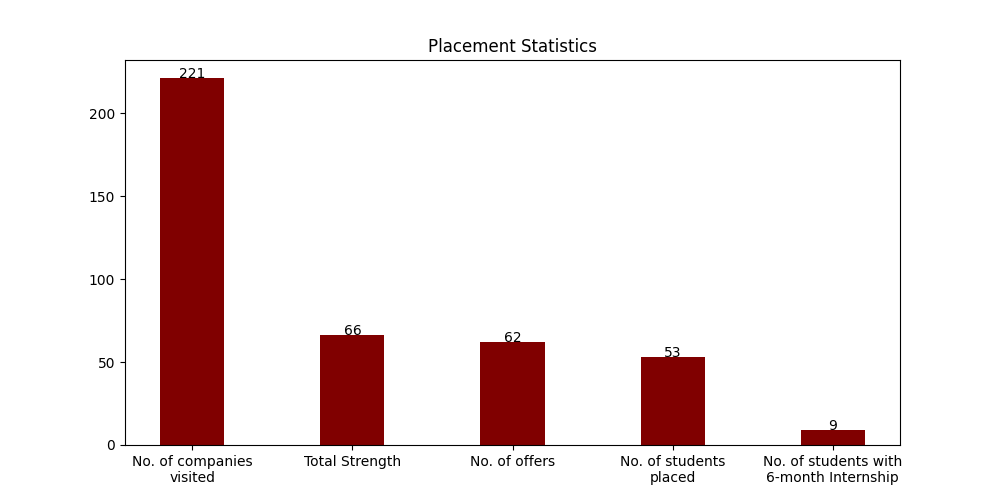 Placement Statistics
221
200
150
100
66
62
53
50
9
0
No. of companies
visited
Total Strength
No. of offers
No. of students
placed
No. of students with
6-month Internship